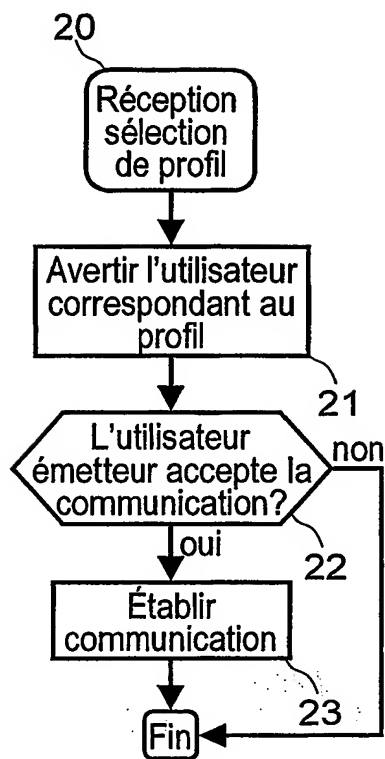 20
Réception
sélection
de profil
Avertir l'utilisateur
correspondant au
profil
21
L'utilisateur
émetteur accepte la
communication?
non
22
oui
Établir
communication
23
Fin